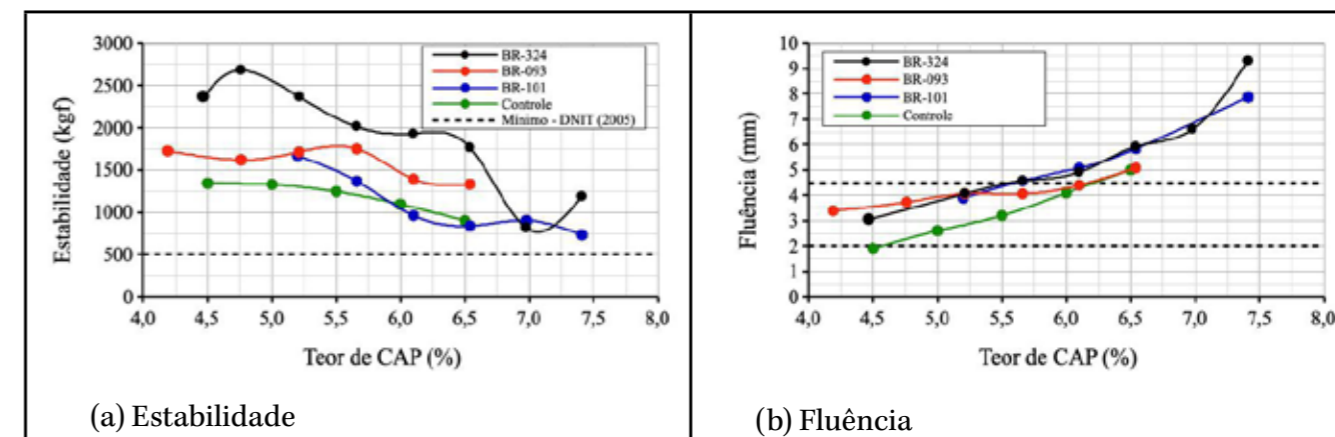 3000
2500
2000
1500
1000
500
0
Estabilidade (kgf)
BR-324
BR-093
BR-101
Controle
Mínimo - DNIT (2005)
4,0 4,5 5,0 5,5 6,0 6,5 7,0 7,5 8,0
Teor de CAP (%)
(a) Estabilidade
10
9
8
7
6
5
4
3
2
1
0
Fluência (mm)
BR-324
BR-093
BR-101
Controle
4,0 4,5 5,0 5,5 6,0 6,5 7,0 7,5 8,0
Teor de CAP (%)
(b) Fluência